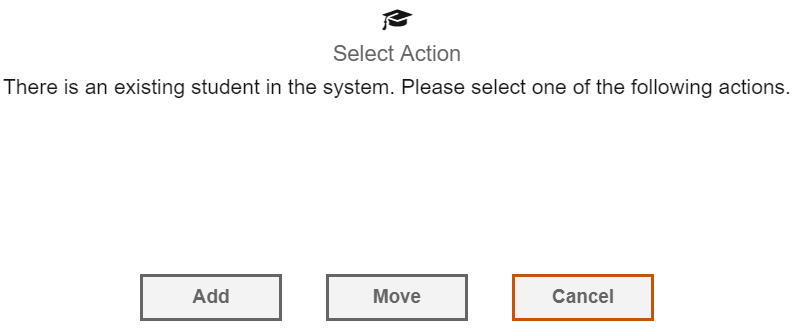 Select Action
There is an existing student in the system. Please select one of the following actions.
Add
Move
Cancel